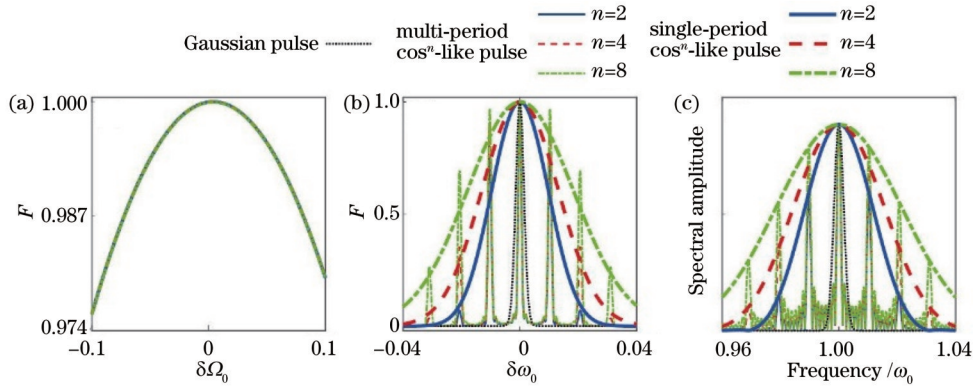 Gaussian pulse
multi-period
cosⁿ-like pulse
n=2
n=4
n=8
single-period
cosⁿ-like pulse
n=2
n=4
n=8
(a)
1.000
0.987
0.974
F
−0.1
0
0.1
δΩ₀
(b)
1.0
0.5
0
F
−0.04
0
0.04
δω₀
(c)
Spectral amplitude
0.96
1.00
1.04
Frequency /ω₀